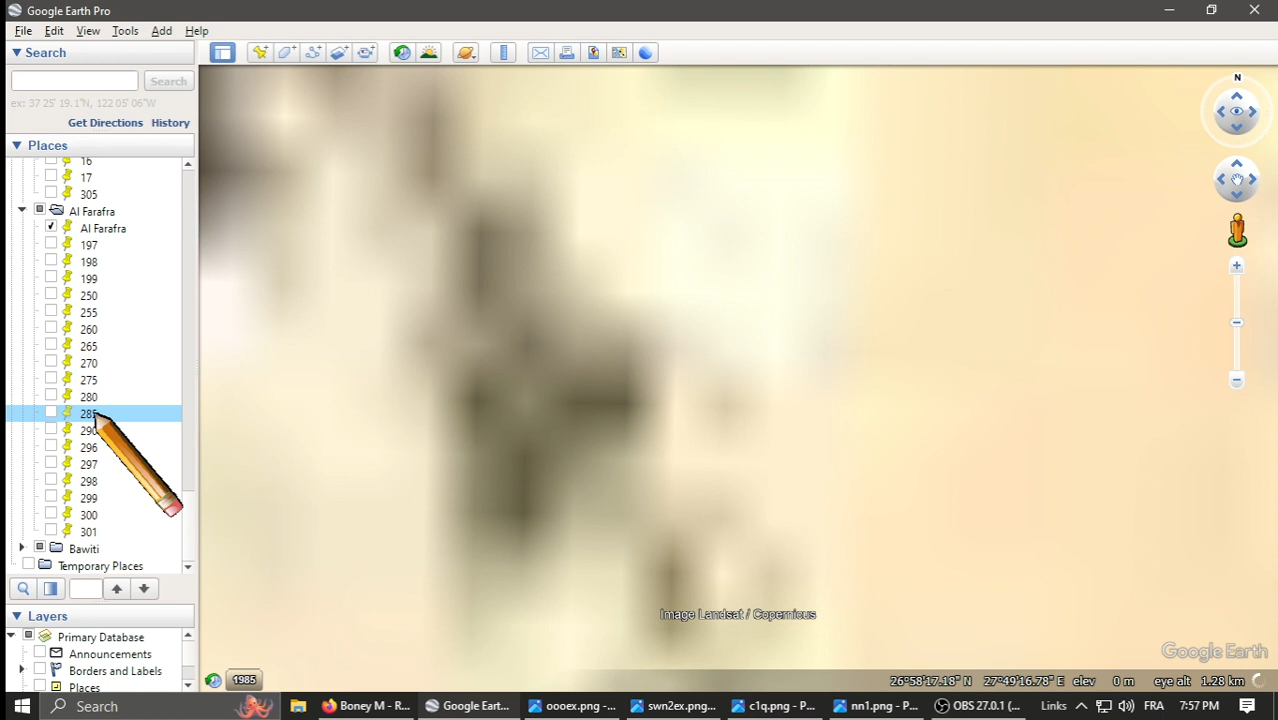 Google Earth Pro
File Edit View Tools Add Help
Search
Search
ex: 37 25' 19.1"N, 122 05' 06"W
Get Directions History
Places
16
17
305
Al Farafra
Al Farafra
197
198
199
250
255
260
265
270
275
280
285
290
296
297
298
299
300
301
Bawiti
Temporary Places
Layers
Primary Database
Announcements
Borders and Labels
Places
N
Image Landsat / Copernicus
Google Earth
1985
26°58'17.18" N 27°49'16.78" E elev 0 m eye alt 1.28 km
Search
Boney M - R...
Google Eart...
oooex.png -...
swn2ex.png...
c1q.png - P...
nn1.png - P...
OBS 27.0.1 (...
Links
FRA
7:57 PM